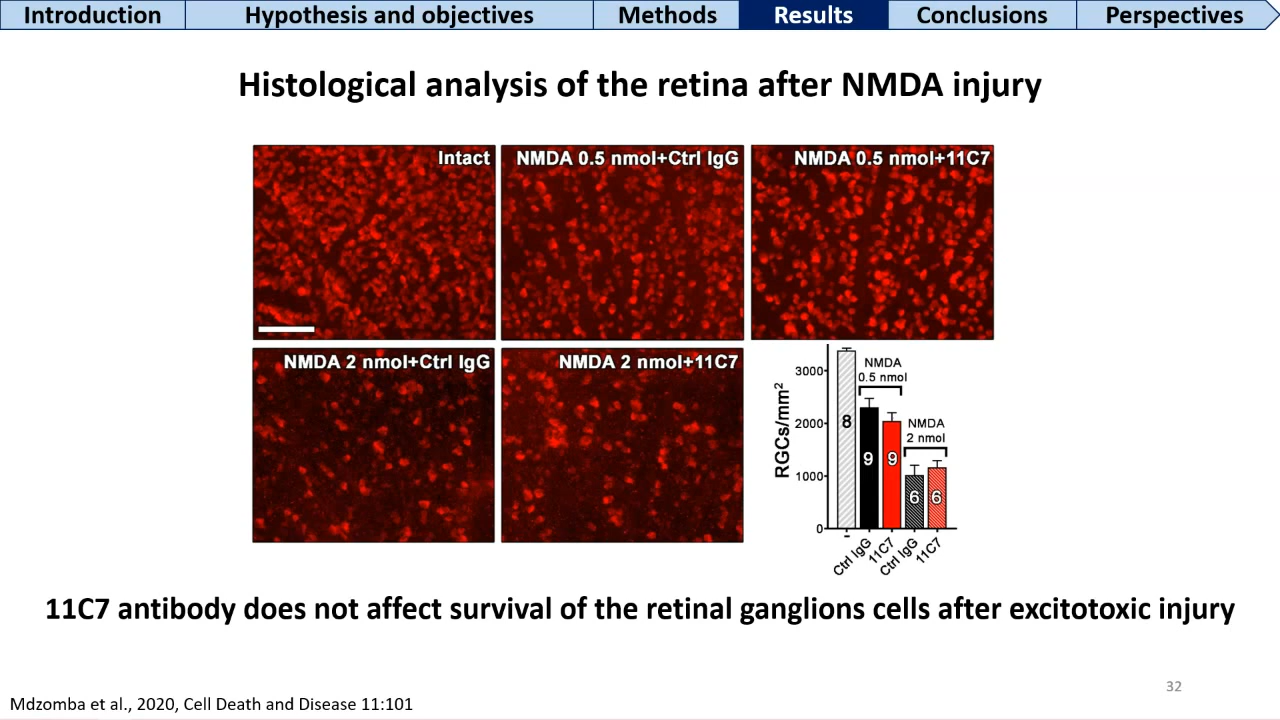 Introduction
Hypothesis and objectives
Methods
Results
Conclusions
Perspectives
Histological analysis of the retina after NMDA injury
Intact
NMDA 0.5 nmol+Ctrl IgG
NMDA 0.5 nmol+11C7
NMDA 2 nmol+Ctrl IgG
NMDA 2 nmol+11C7
RGCs/mm²
3000
2000
1000
0
NMDA
0.5 nmol
NMDA
2 nmol
8
9
9
6
6
-
Ctrl IgG
11C7
Ctrl IgG
11C7
11C7 antibody does not affect survival of the retinal ganglions cells after excitotoxic injury
32
Mdzomba et al., 2020, Cell Death and Disease 11:101